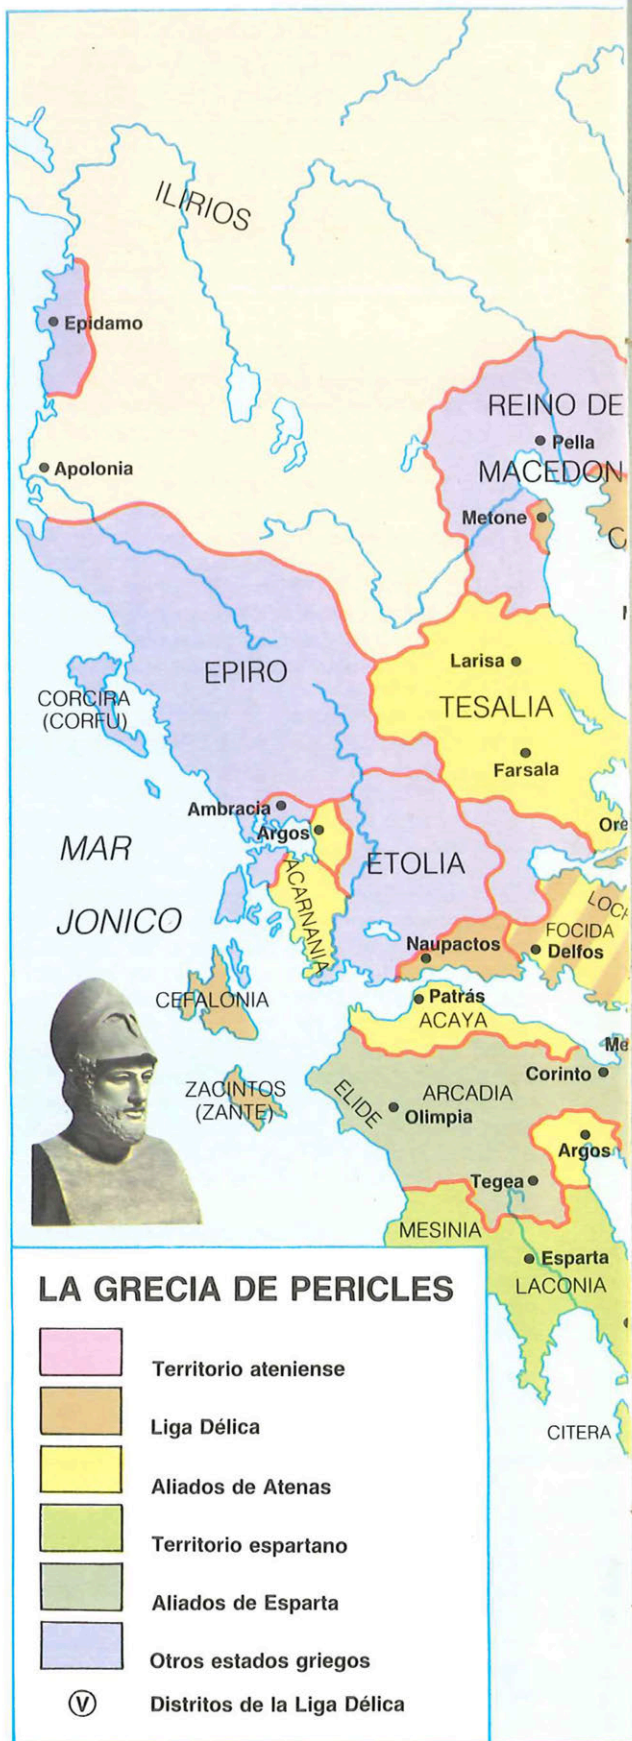 ILIRIOS
Epidamo
REINO DE
Pella
Apolonia
MACEDON
Metone
C
EPIRO
Larisa
CORCIRA
(CORFU)
TESALIA
Farsala
Ambracia
Argos
Ore
MAR
JONICO
ETOLIA
ACARNANIA
LOCR
FOCIDA
Naupactos
Delfos
CEFALONIA
Patrás
ACAYA
Me
Corinto
ZACINTOS
(ZANTE)
ELIDE
ARCADIA
Olimpia
Argos
Tegea
MESINIA
Esparta
LACONIA
CITERA
LA GRECIA DE PERICLES
Territorio ateniense
Liga Délica
Aliados de Atenas
Territorio espartano
Aliados de Esparta
Otros estados griegos
V Distritos de la Liga Délica